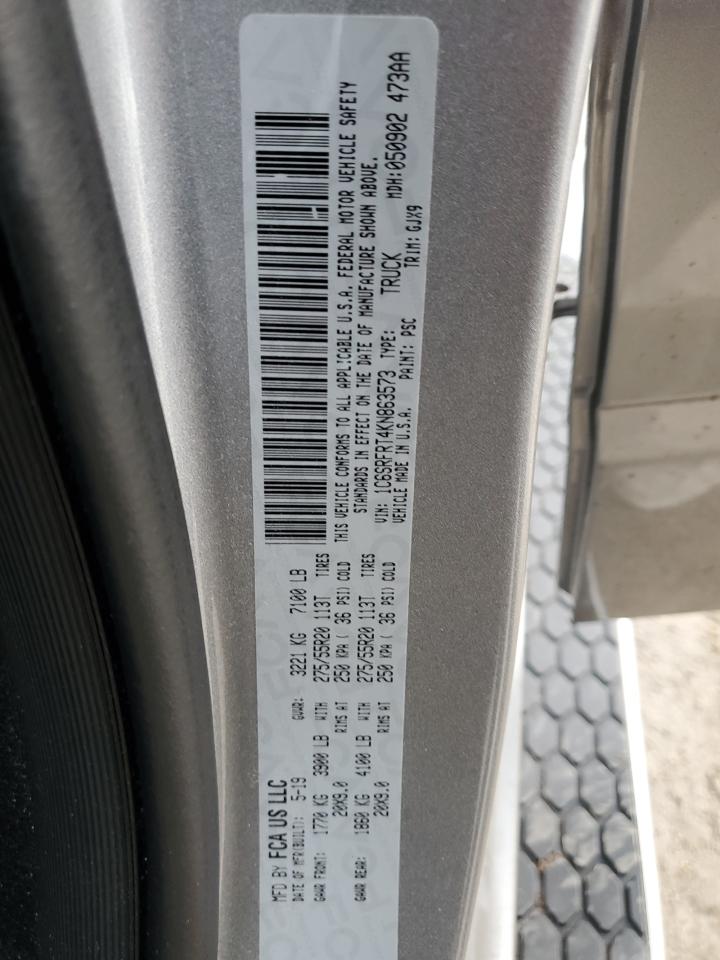 MFD BY FCA US LLC
DATE OF MFR(BUILT): 5-19 GVWR: 3221 KG 7100 LB
GAWR FRONT: 1770 KG 3900 LB WITH 275/55R20 113T TIRES
20X9.0 RIMS AT 250 KPA ( 36 PSI) COLD
GAWR REAR: 1860 KG 4100 LB WITH 275/55R20 113T TIRES
20X9.0 RIMS AT 250 KPA ( 36 PSI) COLD
THIS VEHICLE CONFORMS TO ALL APPLICABLE U.S.A. FEDERAL MOTOR VEHICLE SAFETY
STANDARDS IN EFFECT ON THE DATE OF MANUFACTURE SHOWN ABOVE.
VIN: 1C6SRFRT4KN863573 TYPE: TRUCK MDH:050902 473AA
VEHICLE MADE IN U.S.A. PAINT: PSC TRIM: GJX9